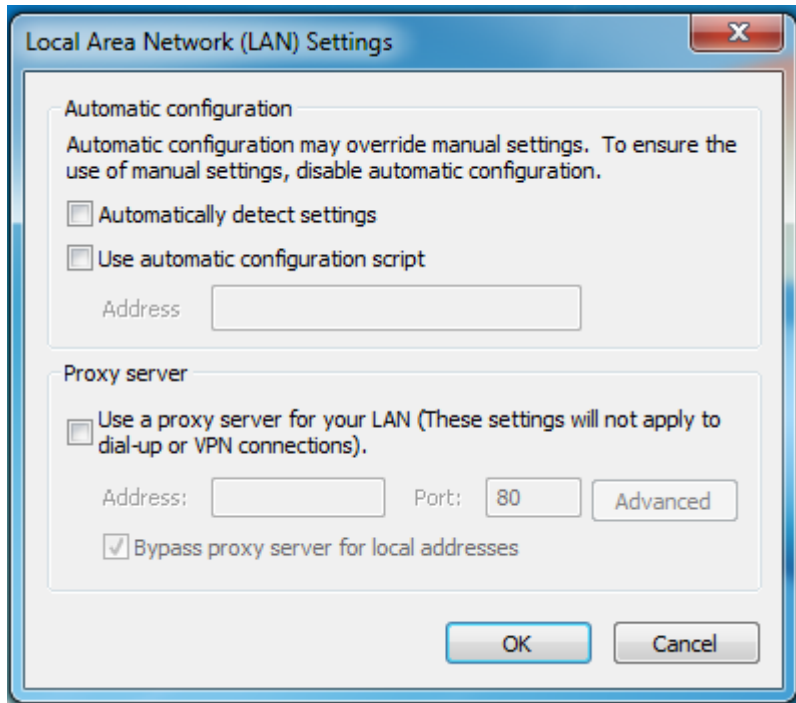 Local Area Network (LAN) Settings
Automatic configuration
Automatic configuration may override manual settings.  To ensure the
use of manual settings, disable automatic configuration.
Automatically detect settings
Use automatic configuration script
Address
Proxy server
Use a proxy server for your LAN (These settings will not apply to
dial-up or VPN connections).
Address: Port: 80 Advanced
Bypass proxy server for local addresses
OK Cancel